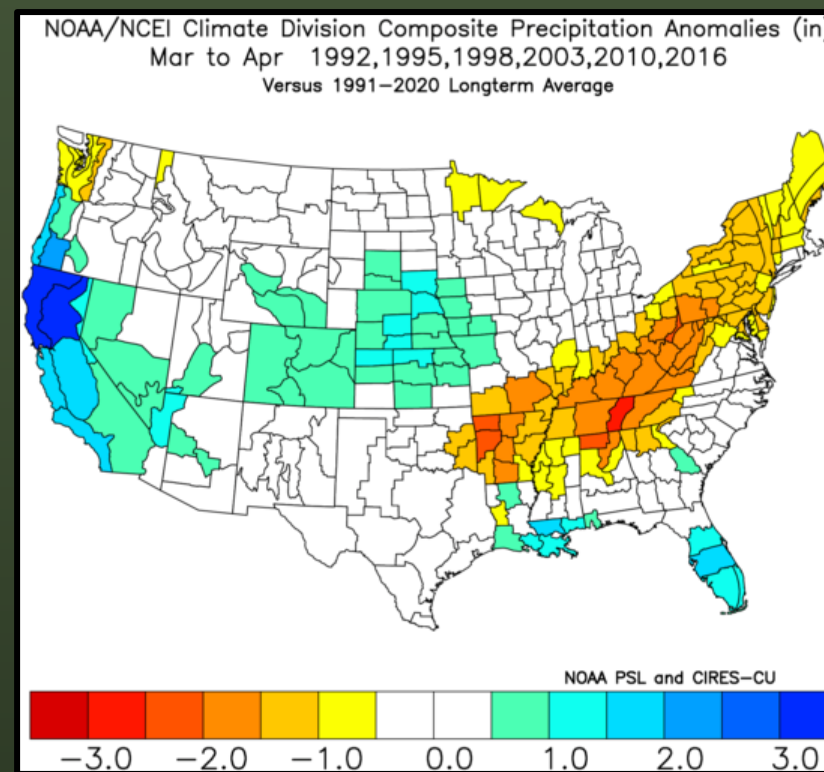 NOAA/NCEI Climate Division Composite Precipitation Anomalies (in)
Mar to Apr 1992,1995,1998,2003,2010,2016
Versus 1991−2020 Longterm Average
NOAA PSL and CIRES−CU
−3.0 −2.0 −1.0 0.0 1.0 2.0 3.0